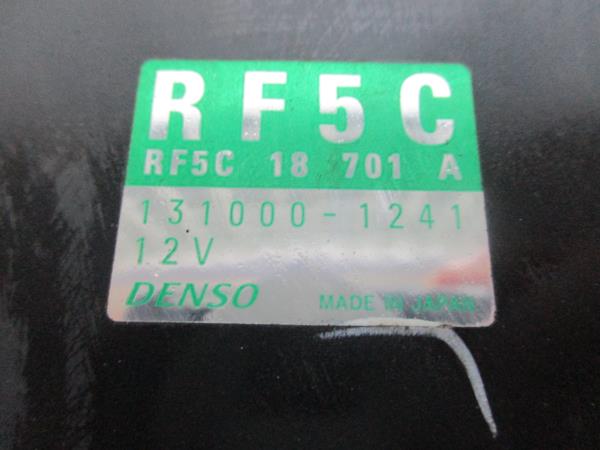 RF5C
RF5C 18 701 A
131000-1241
12V
DENSO MADE IN JAPAN